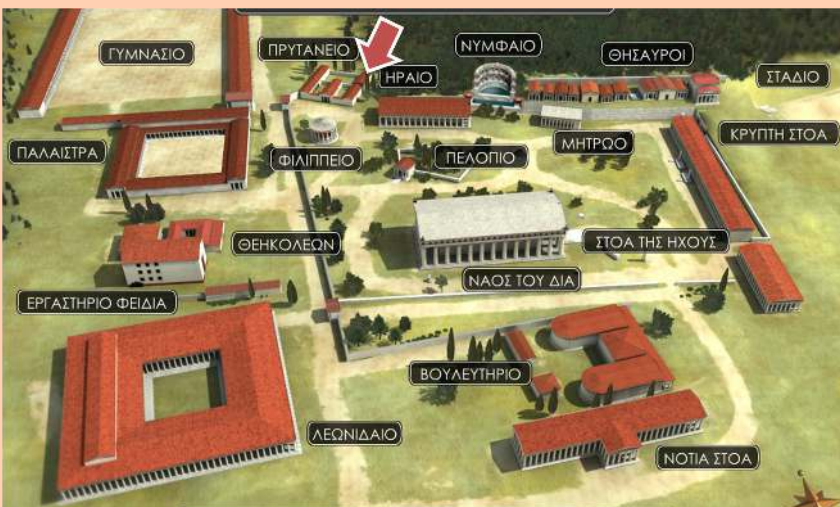 ΓΥΜΝΑΣΙΟ
ΠΡΥΤΑΝΕΙΟ
ΝΥΜΦΑΙΟ
ΘΗΣΑΥΡΟΙ
ΗΡΑΙΟ
ΣΤΑΔΙΟ
ΚΡΥΠΤΗ ΣΤΟΑ
ΠΑΛΑΙΣΤΡΑ
ΦΙΛΙΠΠΕΙΟ
ΠΕΛΟΠΙΟ
ΜΗΤΡΩΟ
ΘΕΗΚΟΛΕΩΝ
ΣΤΟΑ ΤΗΣ ΗΧΟΥΣ
ΝΑΟΣ ΤΟΥ ΔΙΑ
ΕΡΓΑΣΤΗΡΙΟ ΦΕΙΔΙΑ
ΒΟΥΛΕΥΤΗΡΙΟ
ΛΕΩΝΙΔΑΙΟ
ΝΟΤΙΑ ΣΤΟΑ